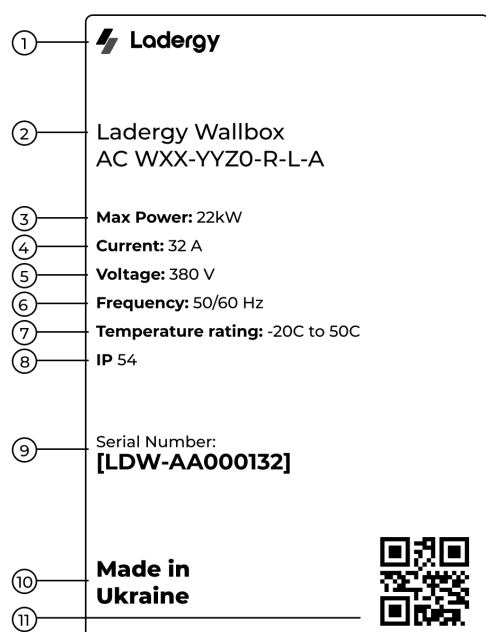 1 Ladergy
2 Ladergy Wallbox
AC WXX-YYZ0-R-L-A
3 Max Power: 22kW
4 Current: 32 A
5 Voltage: 380 V
6 Frequency: 50/60 Hz
7 Temperature rating: -20C to 50C
8 IP 54
9 Serial Number:
[LDW-AA000132]
10 Made in
Ukraine
11